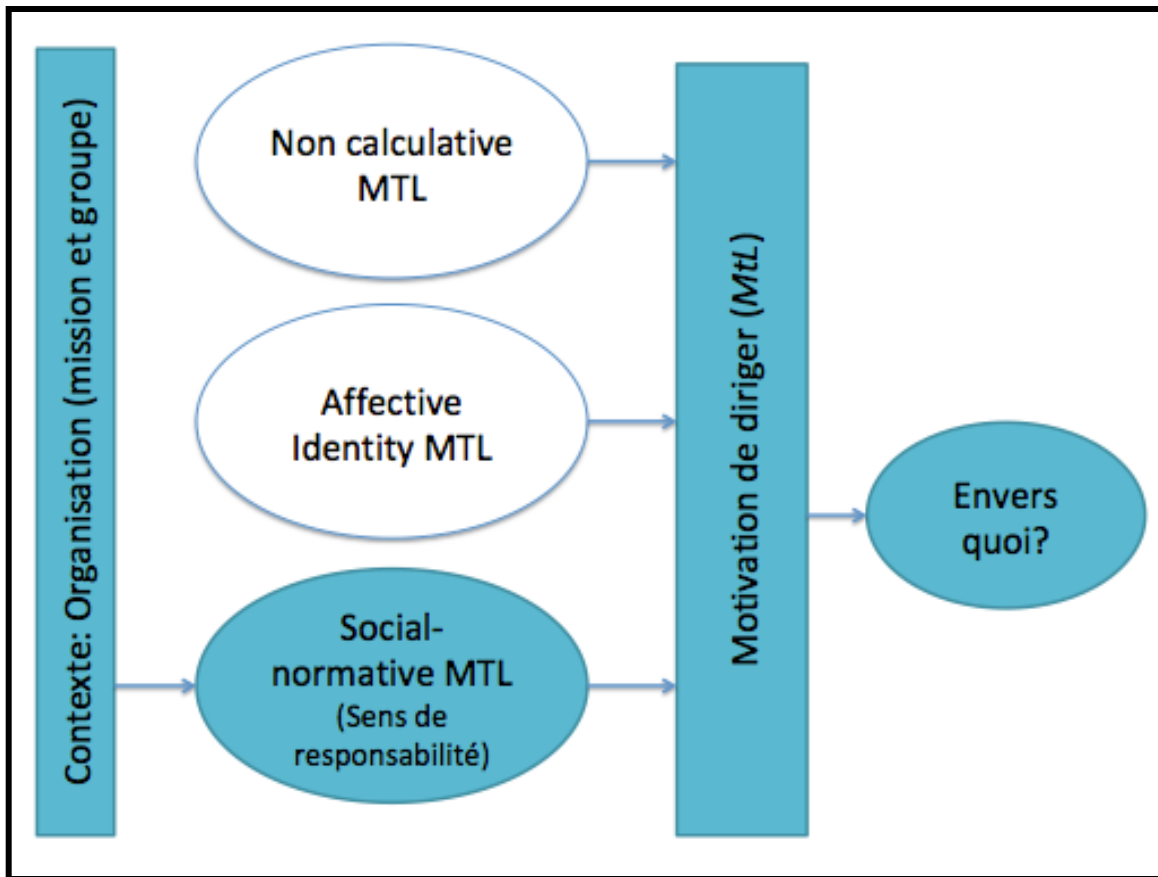 Contexte: Organisation (mission et groupe)
Non calculative
MTL
Affective
Identity MTL
Social-
normative MTL
(Sens de
responsabilité)
Motivation de diriger (MtL)
Envers
quoi?